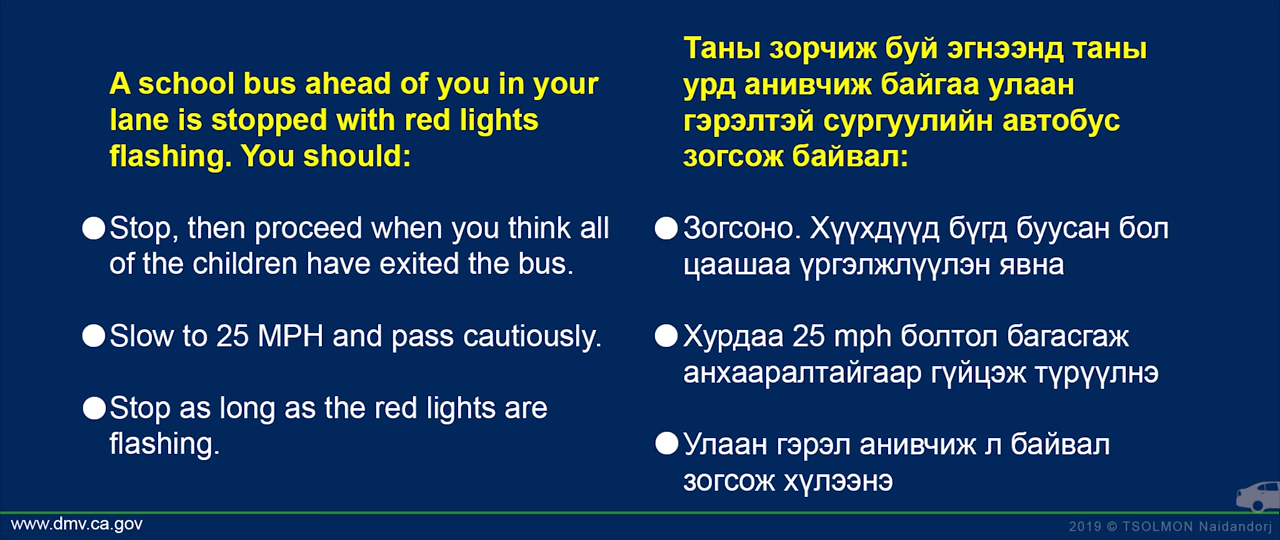 A school bus ahead of you in your
lane is stopped with red lights
flashing. You should:
●Stop, then proceed when you think all
of the children have exited the bus.
●Slow to 25 MPH and pass cautiously.
●Stop as long as the red lights are
flashing.
Таны зорчиж буй эгнээнд таны
урд анивчиж байгаа улаан
гэрэлтэй сургуулийн автобус
зогсож байвал:
●Зогсоно. Хүүхдүүд бүгд буусан бол
цаашаа үргэлжлүүлэн явна
●Хурдаа 25 mph болтол багасгаж
анхааралтайгаар гүйцэж түрүүлнэ
●Улаан гэрэл анивчиж л байвал
зогсож хүлээнэ
www.dmv.ca.gov
2019 © TSOLMON Naidandorj